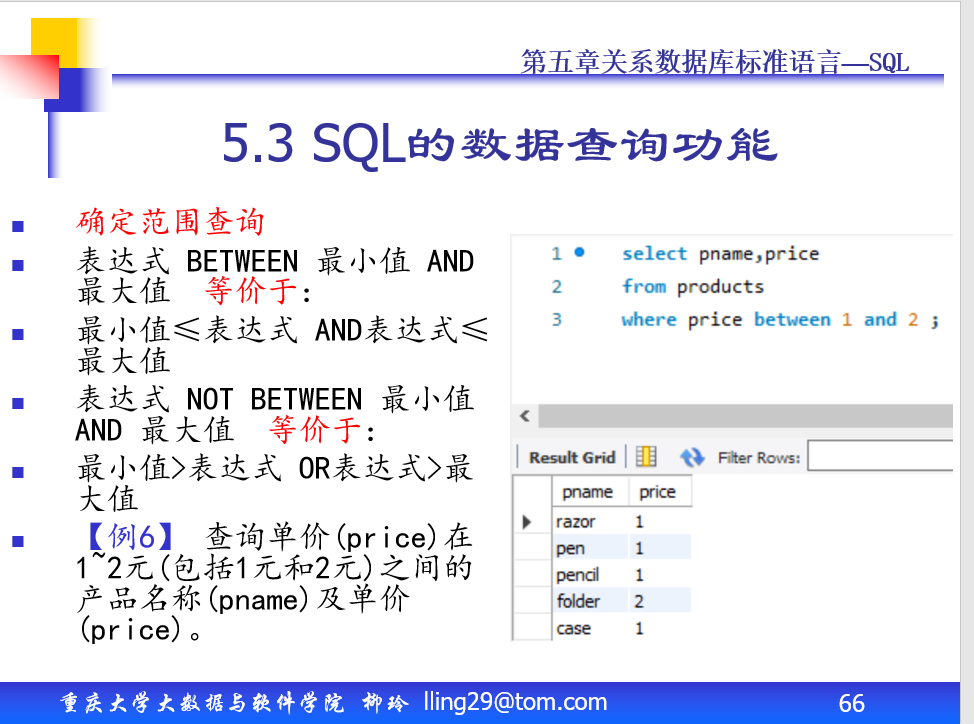 第五章关系数据库标准语言—SQL
5.3 SQL的数据查询功能
确定范围查询
表达式 BETWEEN 最小值 AND
最大值 等价于:
最小值≤表达式 AND表达式≤
最大值
表达式 NOT BETWEEN 最小值
AND 最大值 等价于:
最小值>表达式 OR表达式>最
大值
【例6】 查询单价(price)在
1~2元(包括1元和2元)之间的
产品名称(pname)及单价
(price)。
1 select pname,price
2 from products
3 where price between 1 and 2 ;
Result Grid Filter Rows:
pname price
razor 1
pen 1
pencil 1
folder 2
case 1
重庆大学大数据与软件学院 柳玲 lling29@tom.com 66